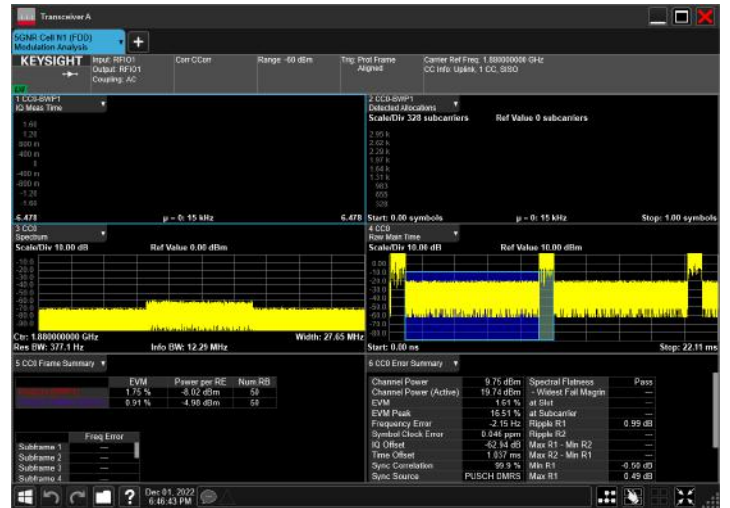 Transceiver A
5GNR Cell N1 (FDD)
Modulation Analysis
KEYSIGHT
Input: RFIO1
Output: RFIO1
Coupling: AC
Corr CCorr
Range: -60 dBm
Trig: Prot Frame
Aligned
Carrier Ref Freq: 1.880000000 GHz
CC Info: Uplink, 1 CC, SISO
1 CC0-BWP1
IQ Meas Time
1.60
1.20
800 m
400 m
0
-400 m
-800 m
-1.20
-1.60
-6.478
μ = 0: 15 kHz
6.478
2 CC0-BWP1
Detected Allocations
Scale/Div 328 subcarriers
Ref Value 0 subcarriers
2.95 k
2.62 k
2.29 k
1.97 k
1.64 k
1.31 k
983
655
328
Start: 0.00 symbols
μ = 0: 15 kHz
Stop: 1.00 symbols
3 CC0
Spectrum
Scale/Div 10.00 dB
Ref Value 0.00 dBm
-10.0
-20.0
-30.0
-40.0
-50.0
-60.0
-70.0
-80.0
-90.0
Ctr: 1.880000000 GHz
Width: 27.65 MHz
Res BW: 377.1 Hz
Info BW: 12.29 MHz
4 CC0
Raw Main Time
Scale/Div 10.00 dB
Ref Value 10.00 dBm
0.00
-10.0
-20.0
-30.0
-40.0
-50.0
-60.0
-70.0
-80.0
Start: 0.00 ns
Stop: 22.11 ms
5 CC0 Frame Summary
EVM Power per RE Num.RB
1.75 % -8.02 dBm 50
0.91 % -4.98 dBm 50
Freq Error
Subframe 1 —
Subframe 2 —
Subframe 3 —
Subframe 4 —
6 CC0 Error Summary
Channel Power 9.75 dBm Spectral Flatness Pass
Channel Power (Active) 19.74 dBm - Widest Fail Magrin —
EVM 1.61 % at Slot —
EVM Peak 16.51 % at Subcarrier —
Frequency Error -2.15 Hz Ripple R1 0.99 dB
Symbol Clock Error 0.046 ppm Ripple R2 —
IQ Offset -62.94 dB Max R1 - Min R2 —
Time Offset 1.037 ms Max R2 - Min R1 —
Sync Correlation 99.9 % Min R1 -0.50 dB
Sync Source PUSCH DMRS Max R1 0.49 dB
Dec 01, 2022
6:46:43 PM